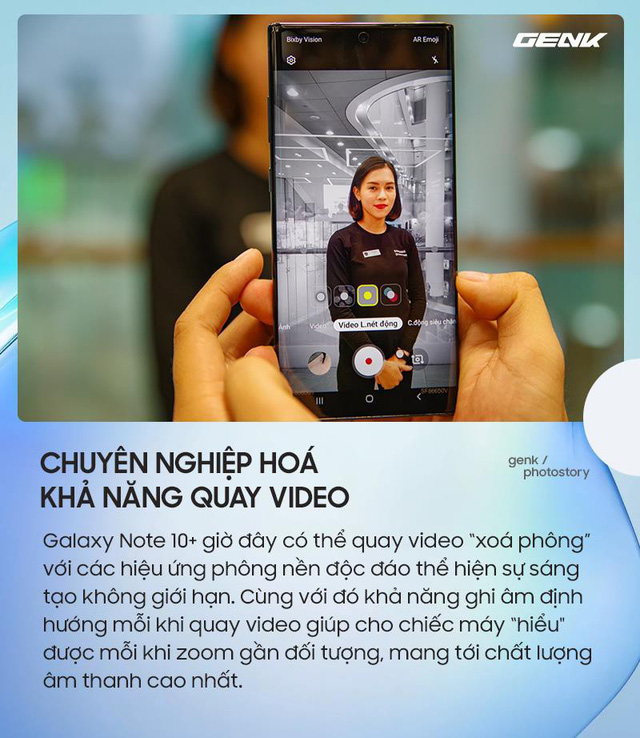 GENK
Bixby Vision
AR Emoji
Ảnh
Video
Video L.nét động
C.động siêu chậ
CHUYÊN NGHIỆP HOÁ
KHẢ NĂNG QUAY VIDEO
genk /
photostory
Galaxy Note 10+ giờ đây có thể quay video “xoá phông”
với các hiệu ứng phông nền độc đáo thể hiện sự sáng
tạo không giới hạn. Cùng với đó khả năng ghi âm định
hướng mỗi khi quay video giúp cho chiếc máy "hiểu"
được mỗi khi zoom gần đối tượng, mang tới chất lượng
âm thanh cao nhất.